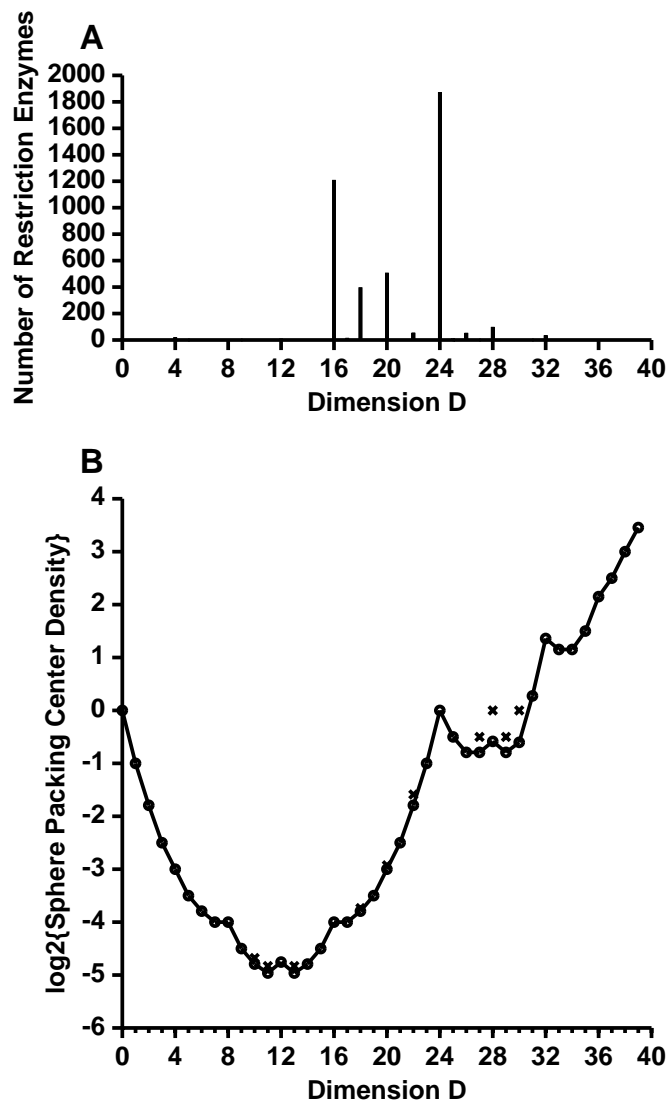 A
Number of Restriction Enzymes
2000
1800
1600
1400
1200
1000
800
600
400
200
0
0 4 8 12 16 20 24 28 32 36 40
Dimension D
B
log2{Sphere Packing Center Density}
4
3
2
1
0
-1
-2
-3
-4
-5
-6
0 4 8 12 16 20 24 28 32 36 40
Dimension D